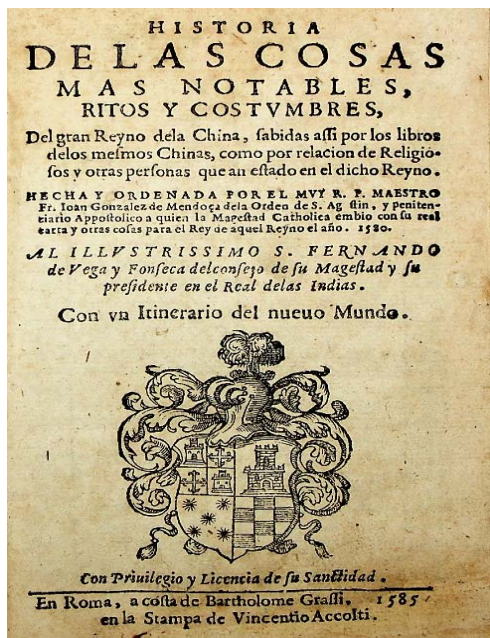 HISTORIA
DELAS COSAS
MAS NOTABLES,
RITOS Y COSTVMBRES,
Del gran Reyno dela China, sabidas assi por los libros
delos mesmos Chinas, como por relacion de Religio-
sos y otras personas que an estado en el dicho Reyno.
HECHA Y ORDENADA POR EL MVY R. P. MAESTRO
Fr. Ioan Gonzalez de Mendoça dela Orden de S. Ag stin, y peniten-
tiario Appostolico a quien la Magestad Catholica embio con su real
carta y otras cosas para el Rey de aquel Reyno el año. 1580.
AL ILLVSTRISSIMO S. FERNANDO
de Vega y Fonseca del consejo de su Magestad y su
presidente en el Real delas Indias.
Con vn Itinerario del nueuo Mundo.
Con Priuilegio y Licencia de su Sanctidad.
En Roma, a costa de Bartholome Grassi. 1585
en la Stampa de Vincentio Accolti.